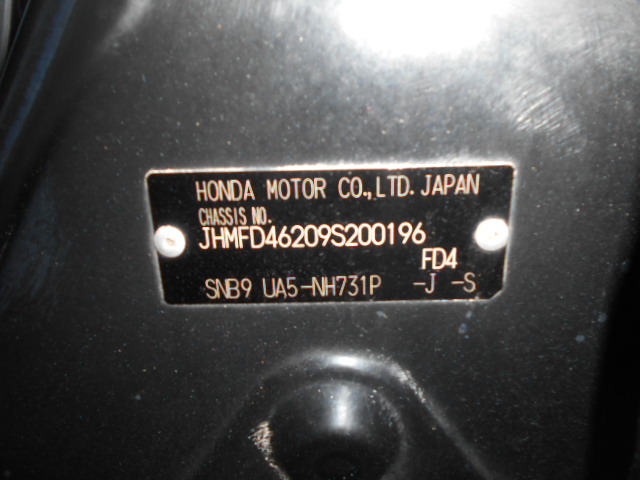 HONDA MOTOR CO.,LTD. JAPAN
CHASSIS NO.
JHMFD46209S200196
FD4
SNB9 UA5-NH731P -J -S